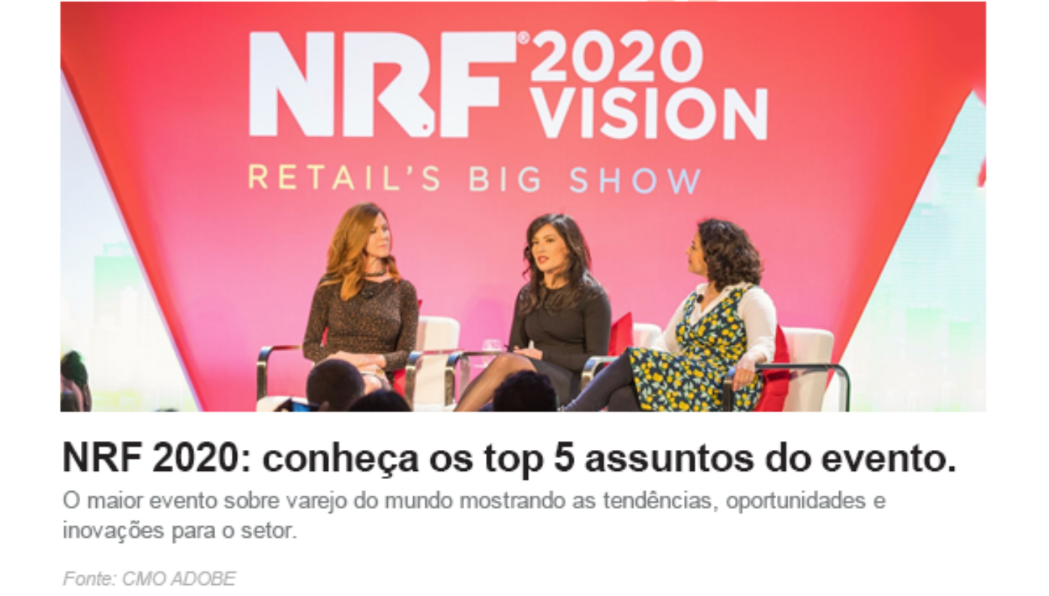 NRF® 2020
VISION
RETAIL'S BIG SHOW
NRF 2020: conheça os top 5 assuntos do evento.
O maior evento sobre varejo do mundo mostrando as tendências, oportunidades e
inovações para o setor.
Fonte: CMO ADOBE